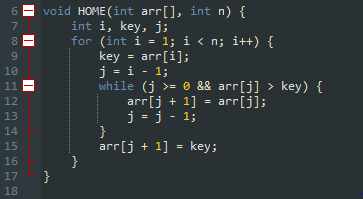 6 void HOME(int arr[], int n) {
7 int i, key, j;
8 for (int i = 1; i < n; i++) {
9 key = arr[i];
10 j = i - 1;
11 while (j >= 0 && arr[j] > key) {
12 arr[j + 1] = arr[j];
13 j = j - 1;
14 }
15 arr[j + 1] = key;
16 }
17 }
18